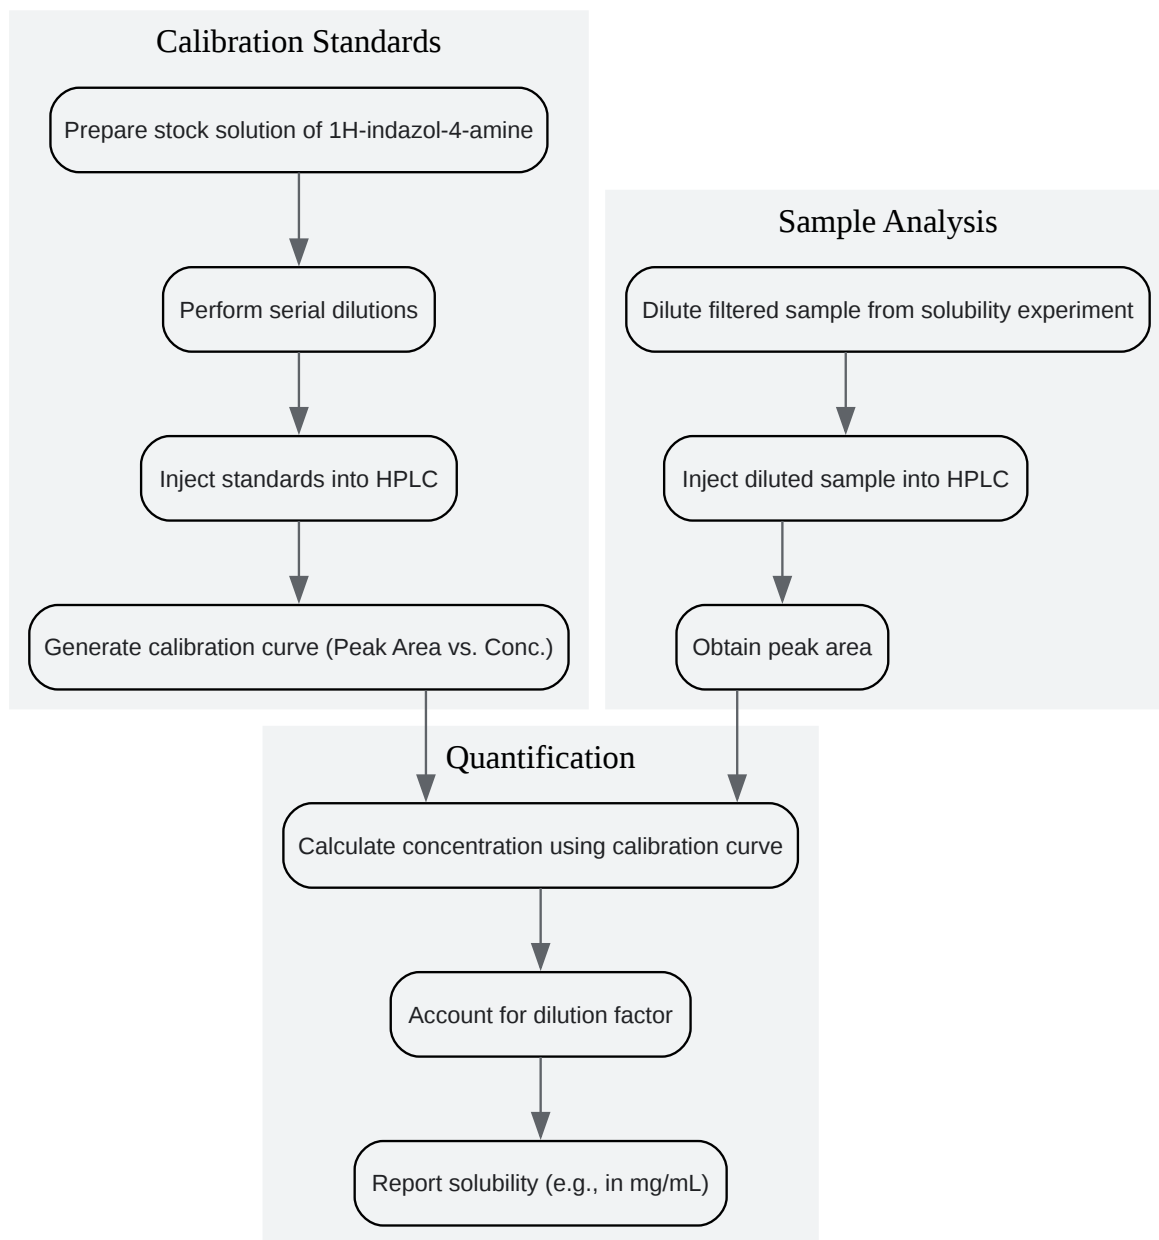 Calibration Standards
Prepare stock solution of 1H-indazol-4-amine
Perform serial dilutions
Inject standards into HPLC
Generate calibration curve (Peak Area vs. Conc.)
Sample Analysis
Dilute filtered sample from solubility experiment
Inject diluted sample into HPLC
Obtain peak area
Quantification
Calculate concentration using calibration curve
Account for dilution factor
Report solubility (e.g., in mg/mL)